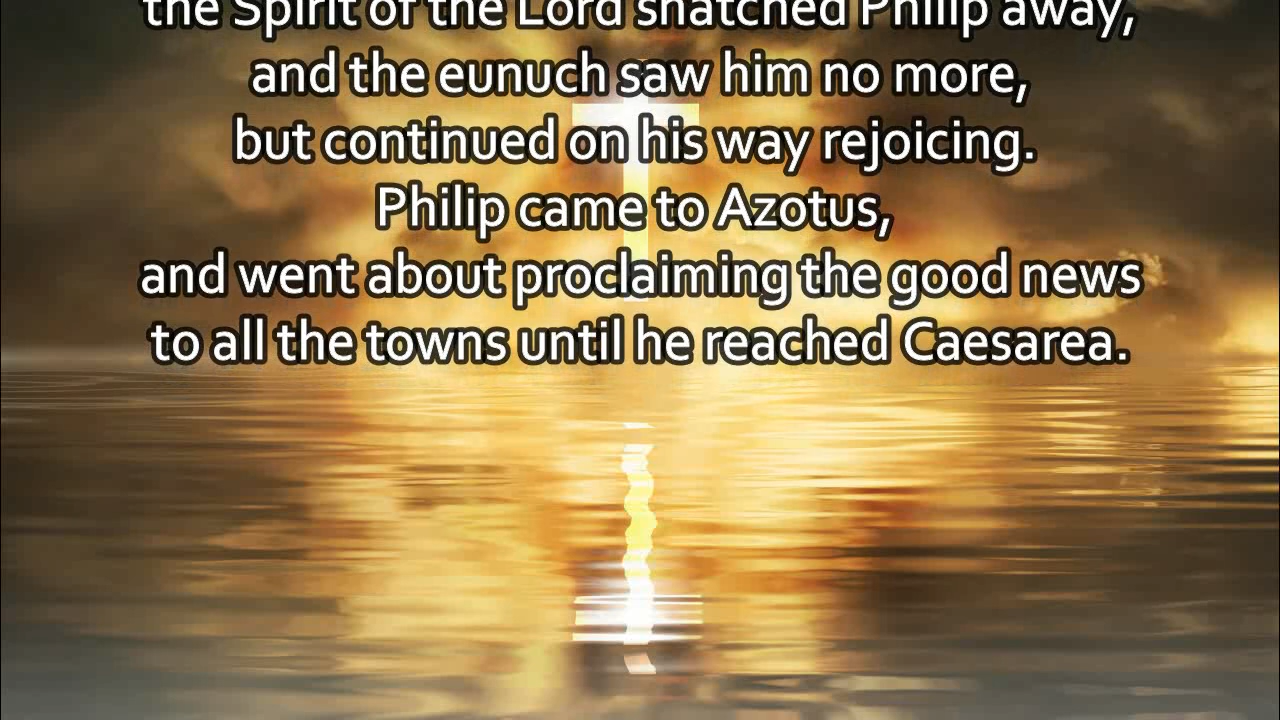 the Spirit of the Lord snatched Philip away,
and the eunuch saw him no more,
but continued on his way rejoicing.
Philip came to Azotus,
and went about proclaiming the good news
to all the towns until he reached Caesarea.